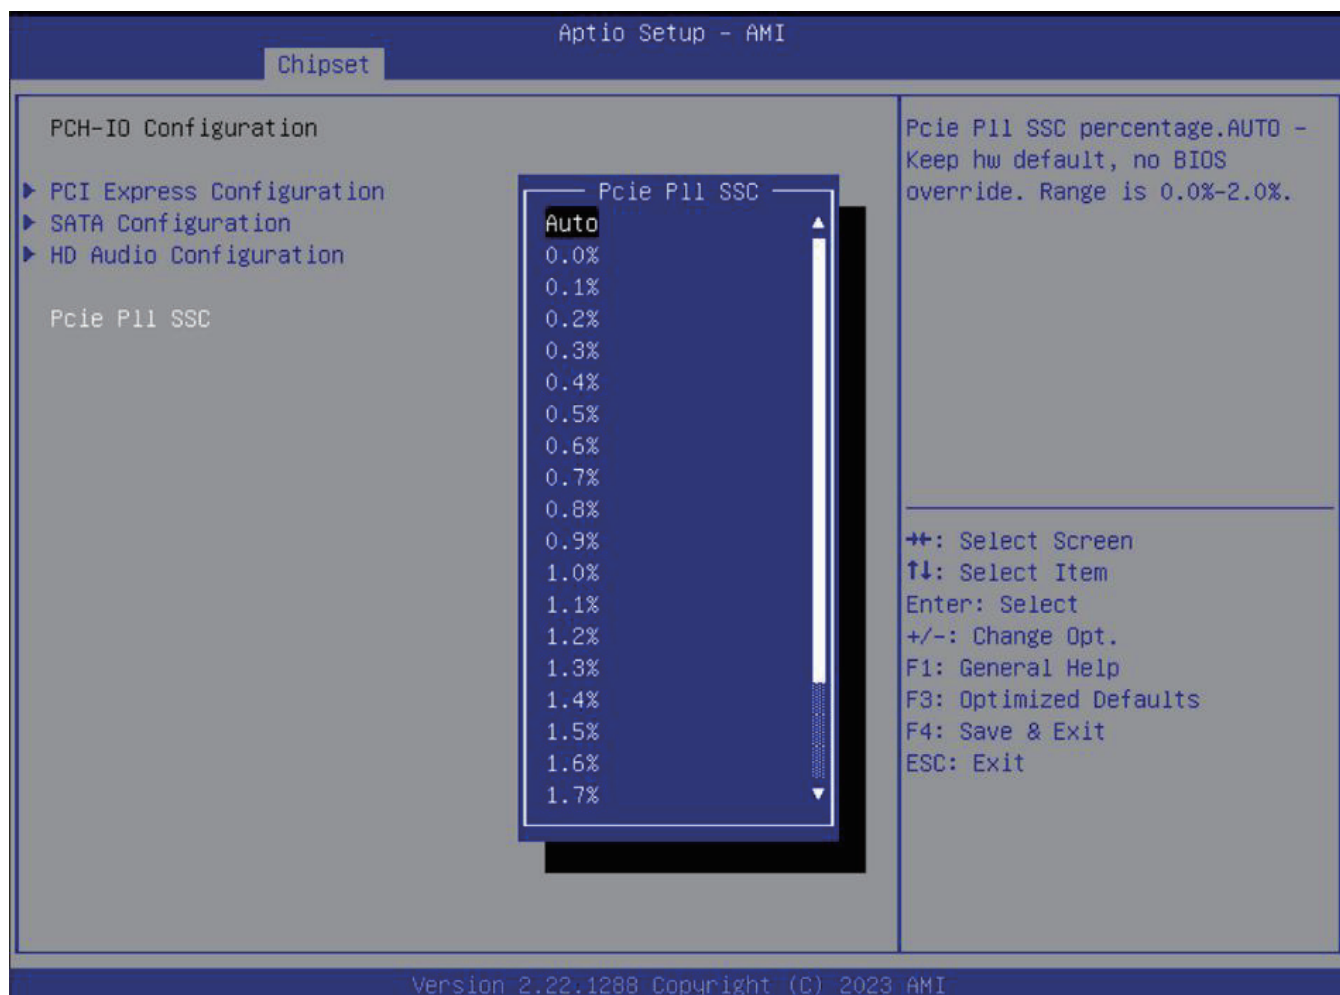 Aptio Setup - AMI
Chipset
PCH-IO Configuration
PCI Express Configuration
SATA Configuration
HD Audio Configuration
Pcie Pll SSC
Pcie Pll SSC
Auto
0.0%
0.1%
0.2%
0.3%
0.4%
0.5%
0.6%
0.7%
0.8%
0.9%
1.0%
1.1%
1.2%
1.3%
1.4%
1.5%
1.6%
1.7%
Pcie Pll SSC percentage.AUTO -
Keep hw default, no BIOS
override. Range is 0.0%-2.0%.
→←: Select Screen
↑↓: Select Item
Enter: Select
+/-: Change Opt.
F1: General Help
F3: Optimized Defaults
F4: Save & Exit
ESC: Exit
Version 2.22.1288 Copyright (C) 2023 AMI